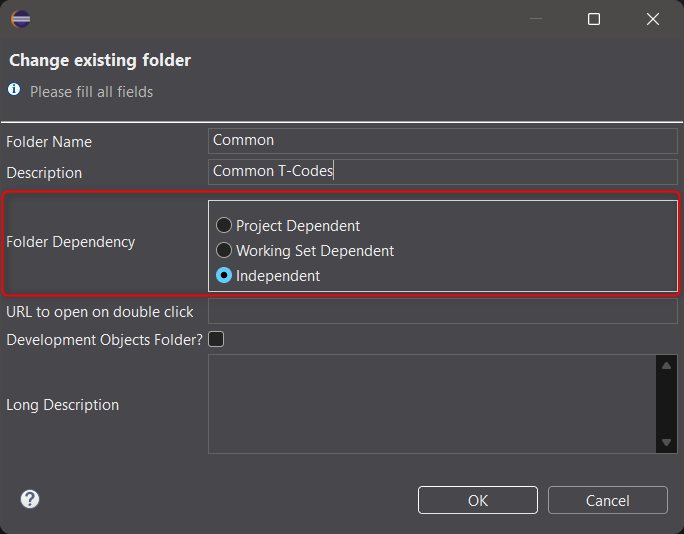 Change existing folder
Please fill all fields
Folder Name Common
Description Common T-Codes
Folder Dependency
Project Dependent
Working Set Dependent
Independent
URL to open on double click
Development Objects Folder?
Long Description
OK Cancel